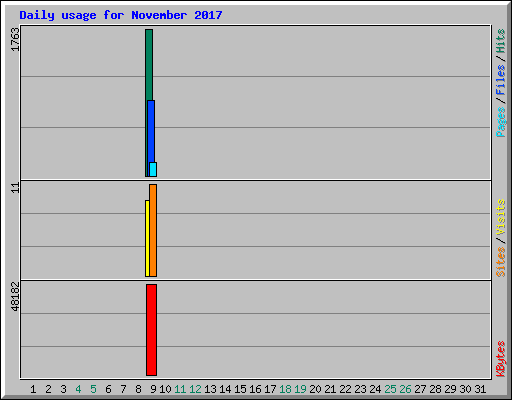 Daily usage for November 2017
1763
Pages / Files / Hits
11
Sites / Visits
48182
KBytes
1 2 3 4 5 6 7 8 9 10 11 12 13 14 15 16 17 18 19 20 21 22 23 24 25 26 27 28 29 30 31